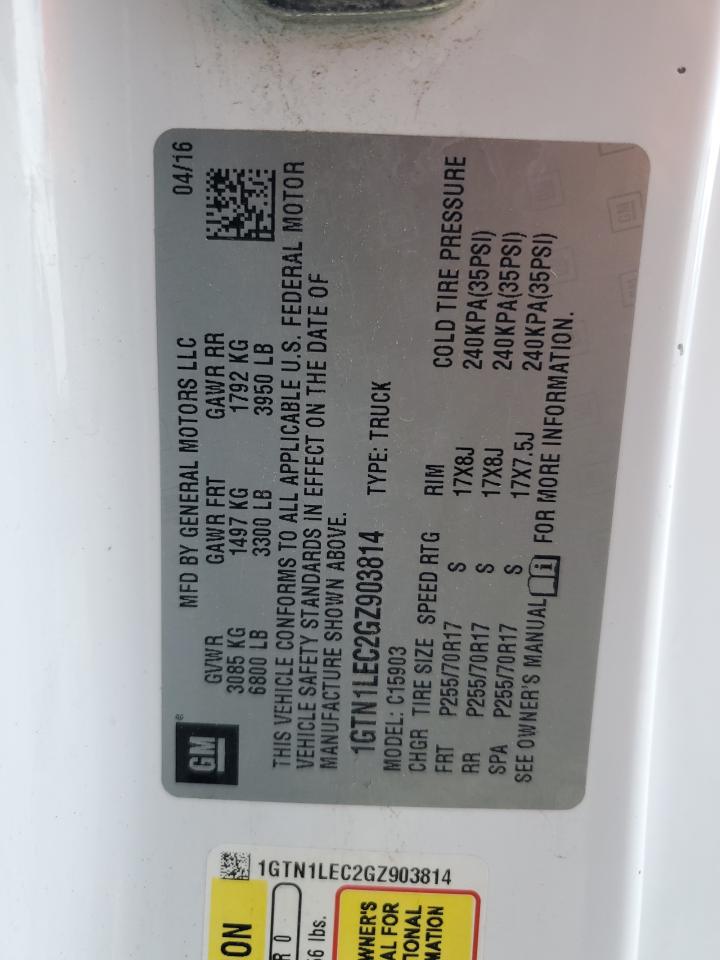 GM
MFD BY GENERAL MOTORS LLC 04/16
GVWR GAWR FRT GAWR RR
3085 KG 1497 KG 1792 KG
6800 LB 3300 LB 3950 LB
THIS VEHICLE CONFORMS TO ALL APPLICABLE U.S. FEDERAL MOTOR
VEHICLE SAFETY STANDARDS IN EFFECT ON THE DATE OF
MANUFACTURE SHOWN ABOVE.
1GTN1LEC2GZ903814 TYPE: TRUCK
MODEL: C15903
CHGR TIRE SIZE SPEED RTG RIM COLD TIRE PRESSURE
FRT P255/70R17 S 17X8J 240KPA(35PSI)
RR P255/70R17 S 17X8J 240KPA(35PSI)
SPA P255/70R17 S 17X7.5J 240KPA(35PSI)
SEE OWNER'S MANUAL FOR MORE INFORMATION.
1GTN1LEC2GZ903814
ON
R 0
lbs.
WNER'S
AL FOR
TIONAL
MATION